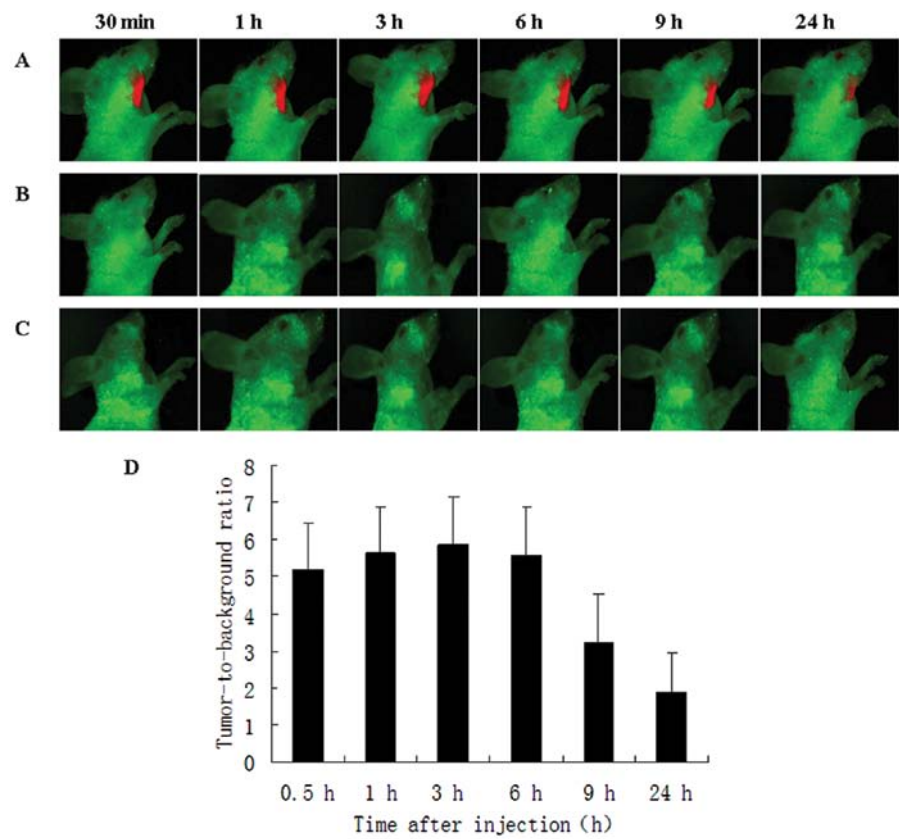 30 min 1 h 3 h 6 h 9 h 24 h
A
B
C
D
8
7
6
5
4
3
2
1
0
Tumor-to-background ratio
0.5 h 1 h 3 h 6 h 9 h 24 h
Time after injection (h)